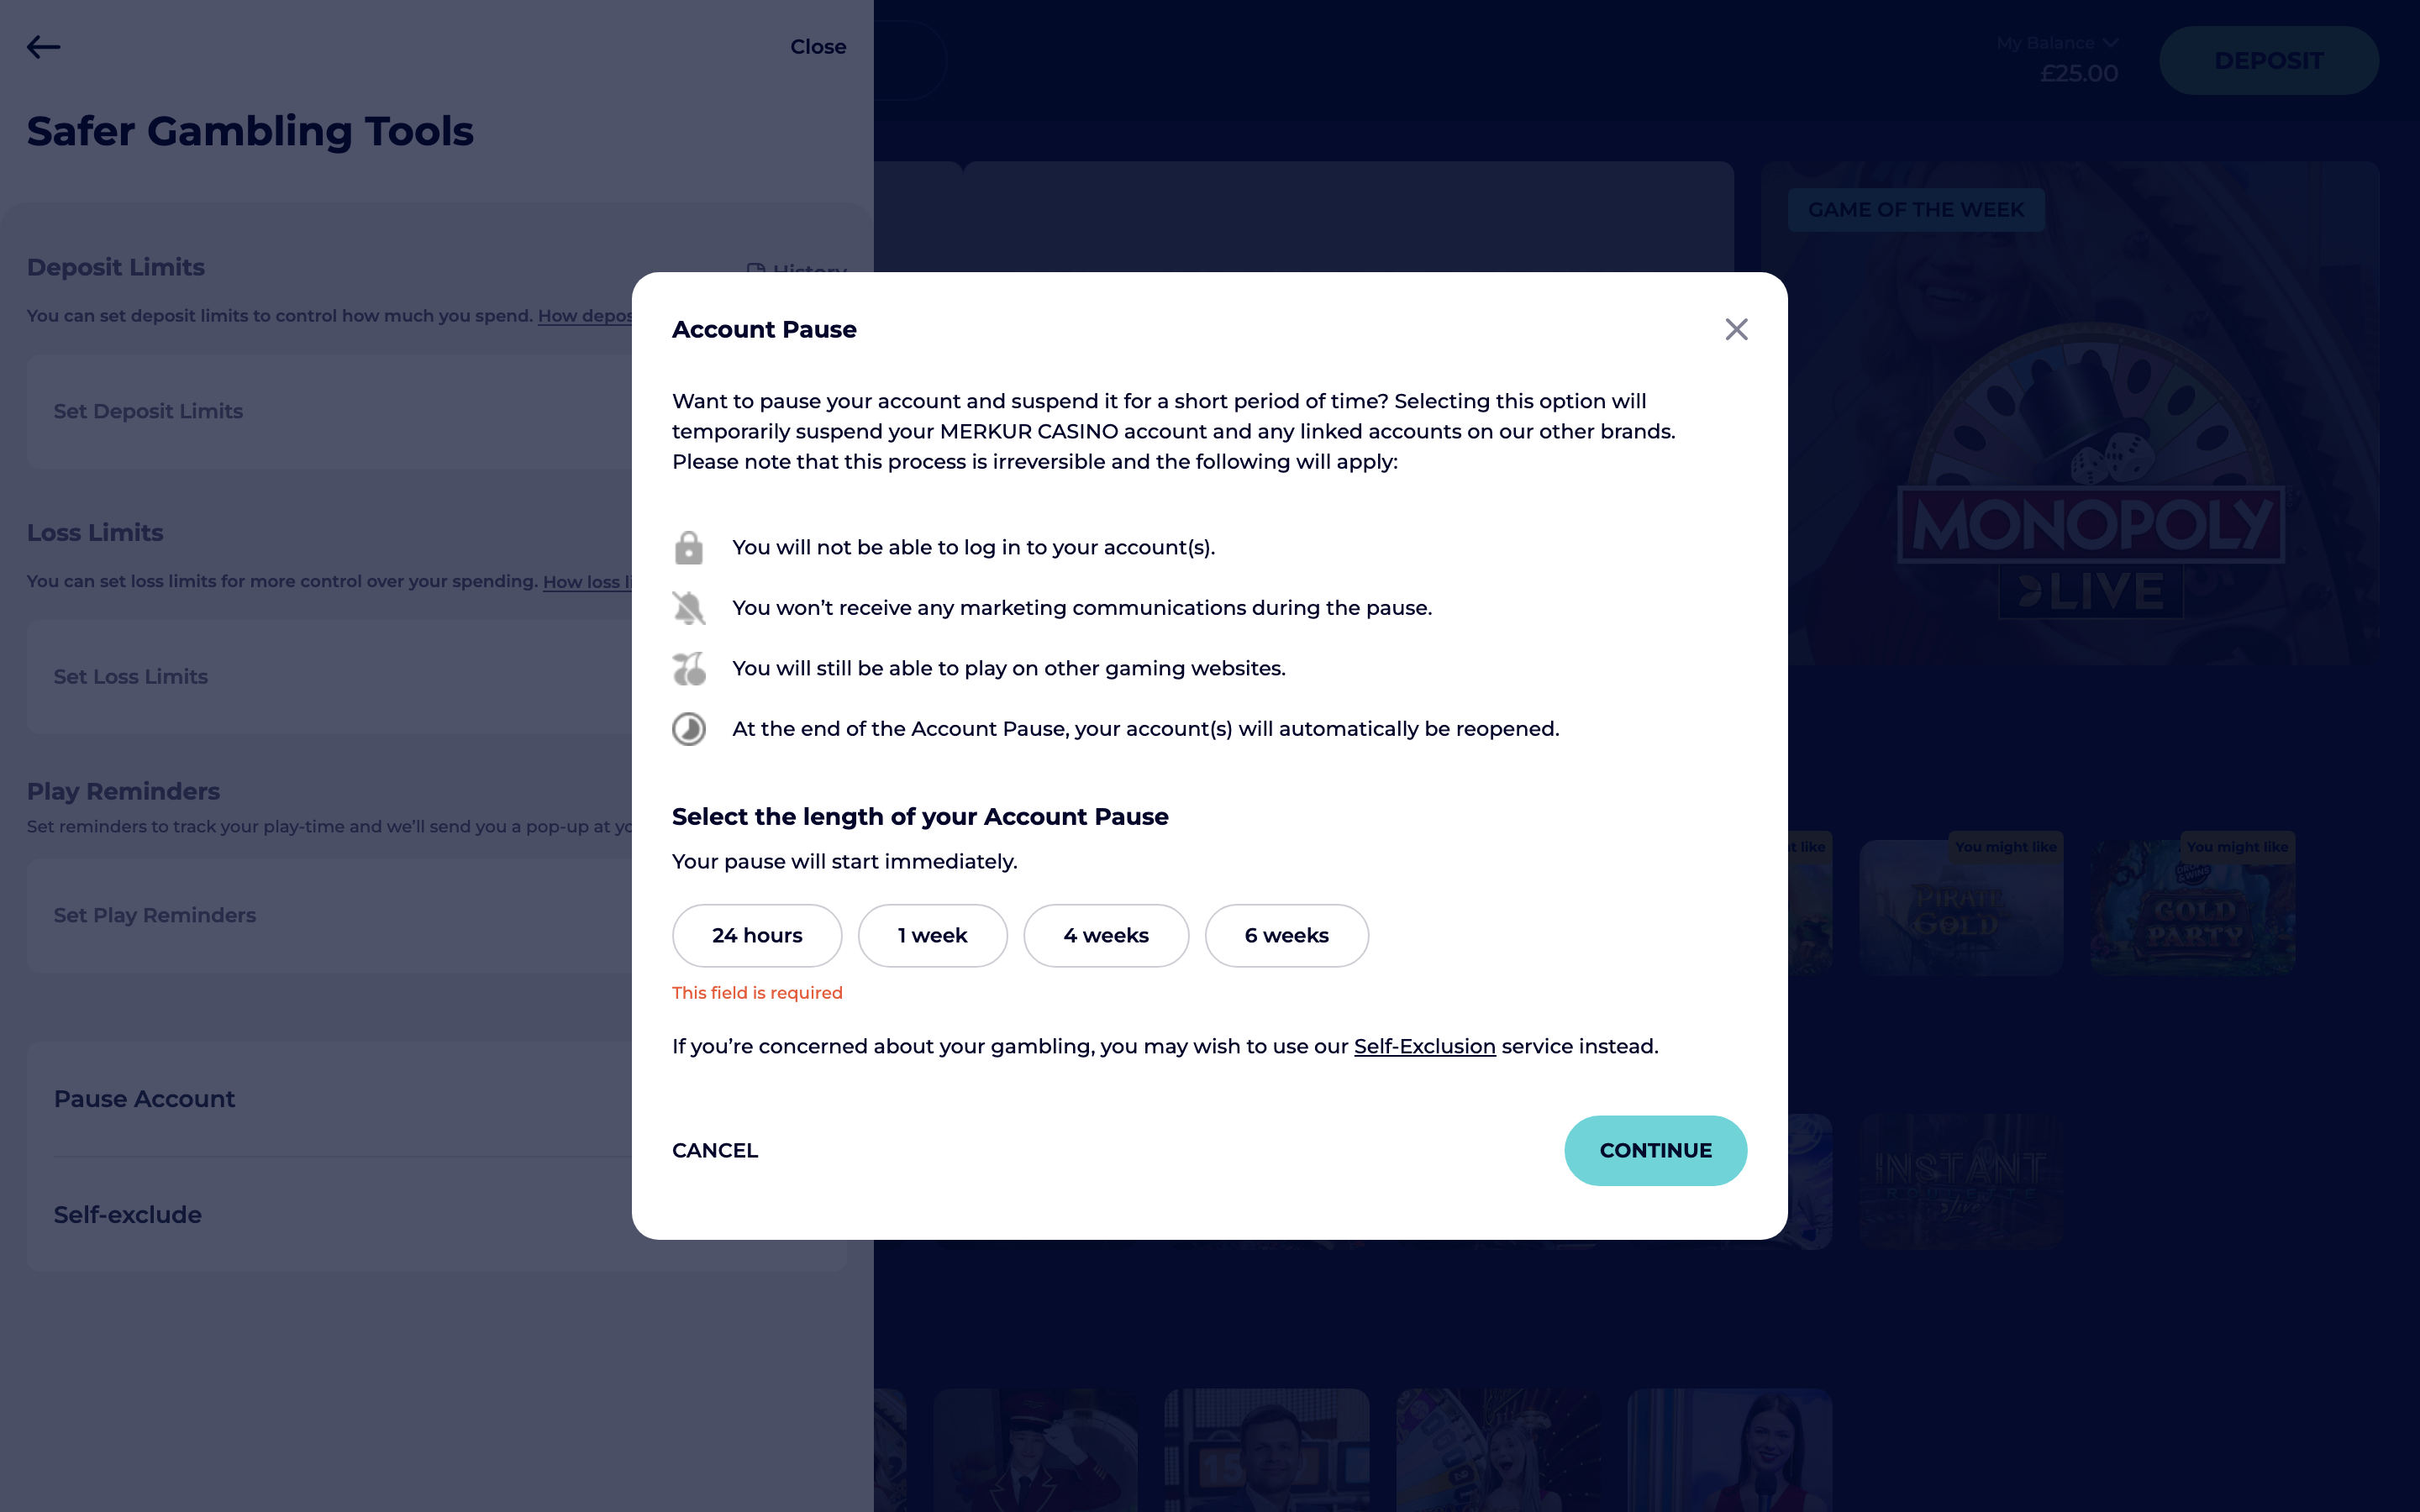 Close
Safer Gambling Tools
Deposit Limits
History
You can set deposit limits to control how much you spend. How
Set Deposit Limits
Loss Limits
You can set loss limits for more control over your spending. How loss
Set Loss Limits
Play Reminders
Set reminders to track your play-time and we'll send you a pop-up at
Set Play Reminders
Pause Account
Self-exclude
My Balance
£25.00
DEPOSIT
GAME OF THE WEEK
MONOPOLY
LIVE
Account Pause
Want to pause your account and suspend it for a short period of time? Selecting this option will
temporarily suspend your MERKUR CASINO account and any linked accounts on our other brands.
Please note that this process is irreversible and the following will apply:
You will not be able to log in to your account(s).
You won’t receive any marketing communications during the pause.
You will still be able to play on other gaming websites.
At the end of the Account Pause, your account(s) will automatically be reopened.
Select the length of your Account Pause
Your pause will start immediately.
24 hours
1 week
4 weeks
6 weeks
This field is required
If you’re concerned about your gambling, you may wish to use our Self-Exclusion service instead.
CANCEL
CONTINUE
like
You might like
You might like
PIRATE
GOLD
GOLD
PARTY
INSTANT
ROULETTE
live